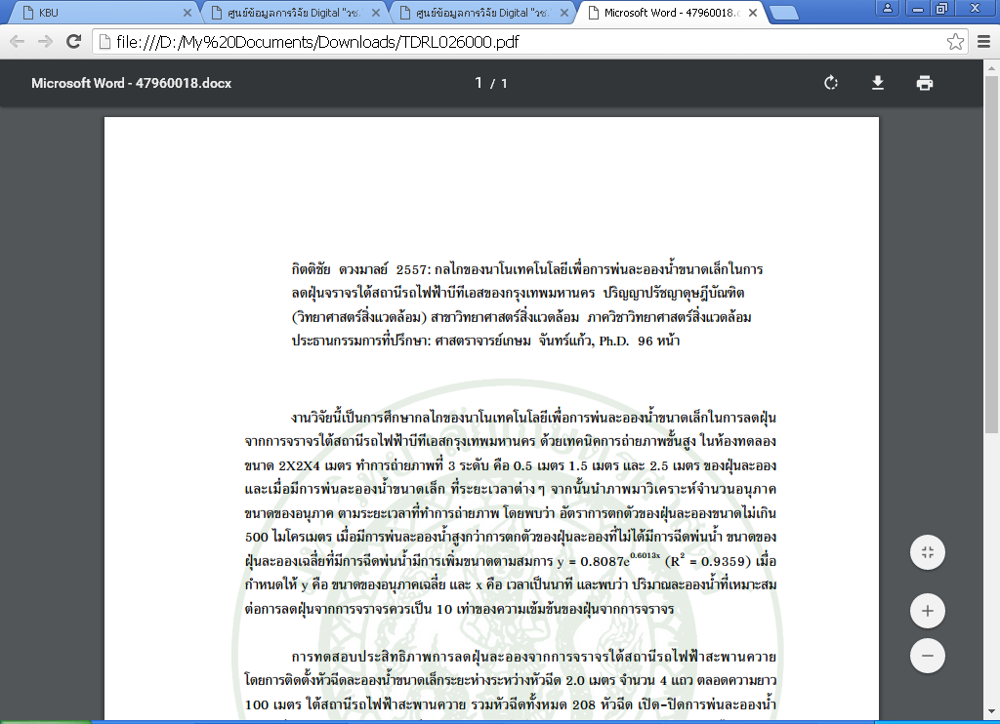 KBU
ศูนย์ข้อมูลการวิจัย Digital "วช.
ศูนย์ข้อมูลการวิจัย Digital "วช.
Microsoft Word - 47960018.c
file:///D:/My%20Documents/Downloads/TDRL026000.pdf
Microsoft Word - 47960018.docx
1 / 1
กิตติชัย ดวงมาลย์ 2557: กลไกของนาโนเทคโนโลยีเพื่อการพ่นละอองน้ำขนาดเล็กในการ
ลดฝุ่นจราจรใต้สถานีรถไฟฟ้าบีทีเอสของกรุงเทพมหานคร ปริญญาปรัชญาดุษฎีบัณฑิต
(วิทยาศาสตร์สิ่งแวดล้อม) สาขาวิทยาศาสตร์สิ่งแวดล้อม ภาควิชาวิทยาศาสตร์สิ่งแวดล้อม
ประธานกรรมการที่ปรึกษา: ศาสตราจารย์เกษม จันทร์แก้ว, Ph.D. 96 หน้า
งานวิจัยนี้เป็นการศึกษากลไกของนาโนเทคโนโลยีเพื่อการพ่นละอองน้ำขนาดเล็กในการลดฝุ่น
จากการจราจรใต้สถานีรถไฟฟ้าบีทีเอสกรุงเทพมหานคร ด้วยเทคนิคการถ่ายภาพขั้นสูง ในห้องทดลอง
ขนาด 2X2X4 เมตร ทำการถ่ายภาพที่ 3 ระดับ คือ 0.5 เมตร 1.5 เมตร และ 2.5 เมตร ของฝุ่นละออง
และเมื่อมีการพ่นละอองน้ำขนาดเล็ก ที่ระยะเวลาต่างๆ จากนั้นนำภาพมาวิเคราะห์จำนวนอนุภาค
ขนาดของอนุภาค ตามระยะเวลาที่ทำการถ่ายภาพ โดยพบว่า อัตราการตกตัวของฝุ่นละอองขนาดไม่เกิน
500 ไมโครเมตร เมื่อมีการพ่นละอองน้ำสูงกว่าการตกตัวของฝุ่นละอองที่ไม่ได้มีการฉีดพ่นน้ำ ขนาดของ
ฝุ่นละอองเฉลี่ยที่มีการฉีดพ่นน้ำมีการเพิ่มขนาดตามสมการ y = 0.8087e^0.6013x (R² = 0.9359) เมื่อ
กำหนดให้ y คือ ขนาดของอนุภาคเฉลี่ย และ x คือ เวลาเป็นนาที และพบว่า ปริมาณละอองน้ำที่เหมาะสม
ต่อการลดฝุ่นจากการจราจรควรเป็น 10 เท่าของความเข้มข้นของฝุ่นจากการจราจร
การทดสอบประสิทธิภาพการลดฝุ่นละอองจากการจราจรใต้สถานีรถไฟฟ้าสะพานควาย
โดยการติดตั้งหัวฉีดละอองน้ำขนาดเล็กระยะห่างระหว่างหัวฉีด 2.0 เมตร จำนวน 4 แถว ตลอดความยาว
100 เมตร ใต้สถานีรถไฟฟ้าสะพานควาย รวมหัวฉีดทั้งหมด 208 หัวฉีด เปิด-ปิดการพ่นละอองน้ำ